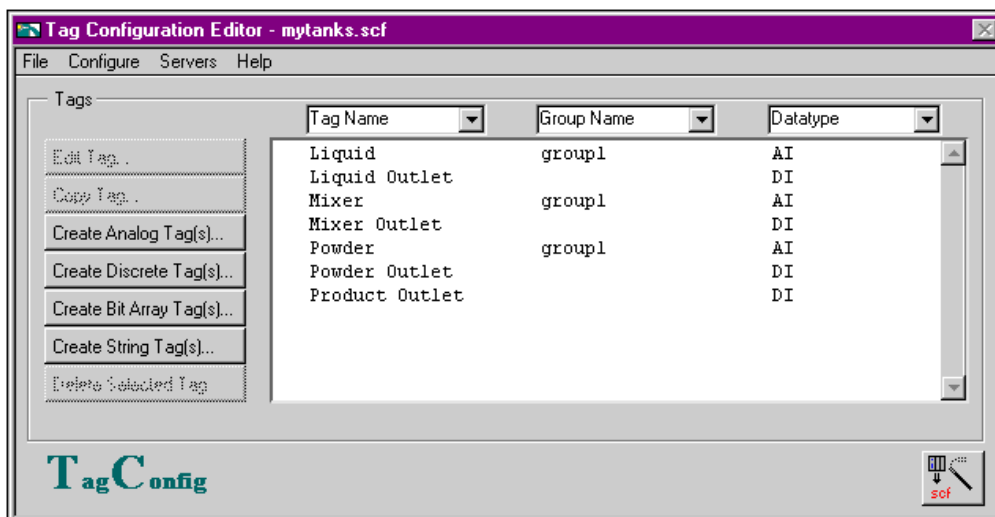 Tag Configuration Editor - mytanks.scf
File Configure Servers Help
Tags
Tag Name Group Name Datatype
Edit Tag...
Copy Tag...
Create Analog Tag(s)...
Create Discrete Tag(s)...
Create Bit Array Tag(s)...
Create String Tag(s)...
Delete Selected Tag
Liquid group1 AI
Liquid Outlet DI
Mixer group1 AI
Mixer Outlet DI
Powder group1 AI
Powder Outlet DI
Product Outlet DI
TagConfig
scf